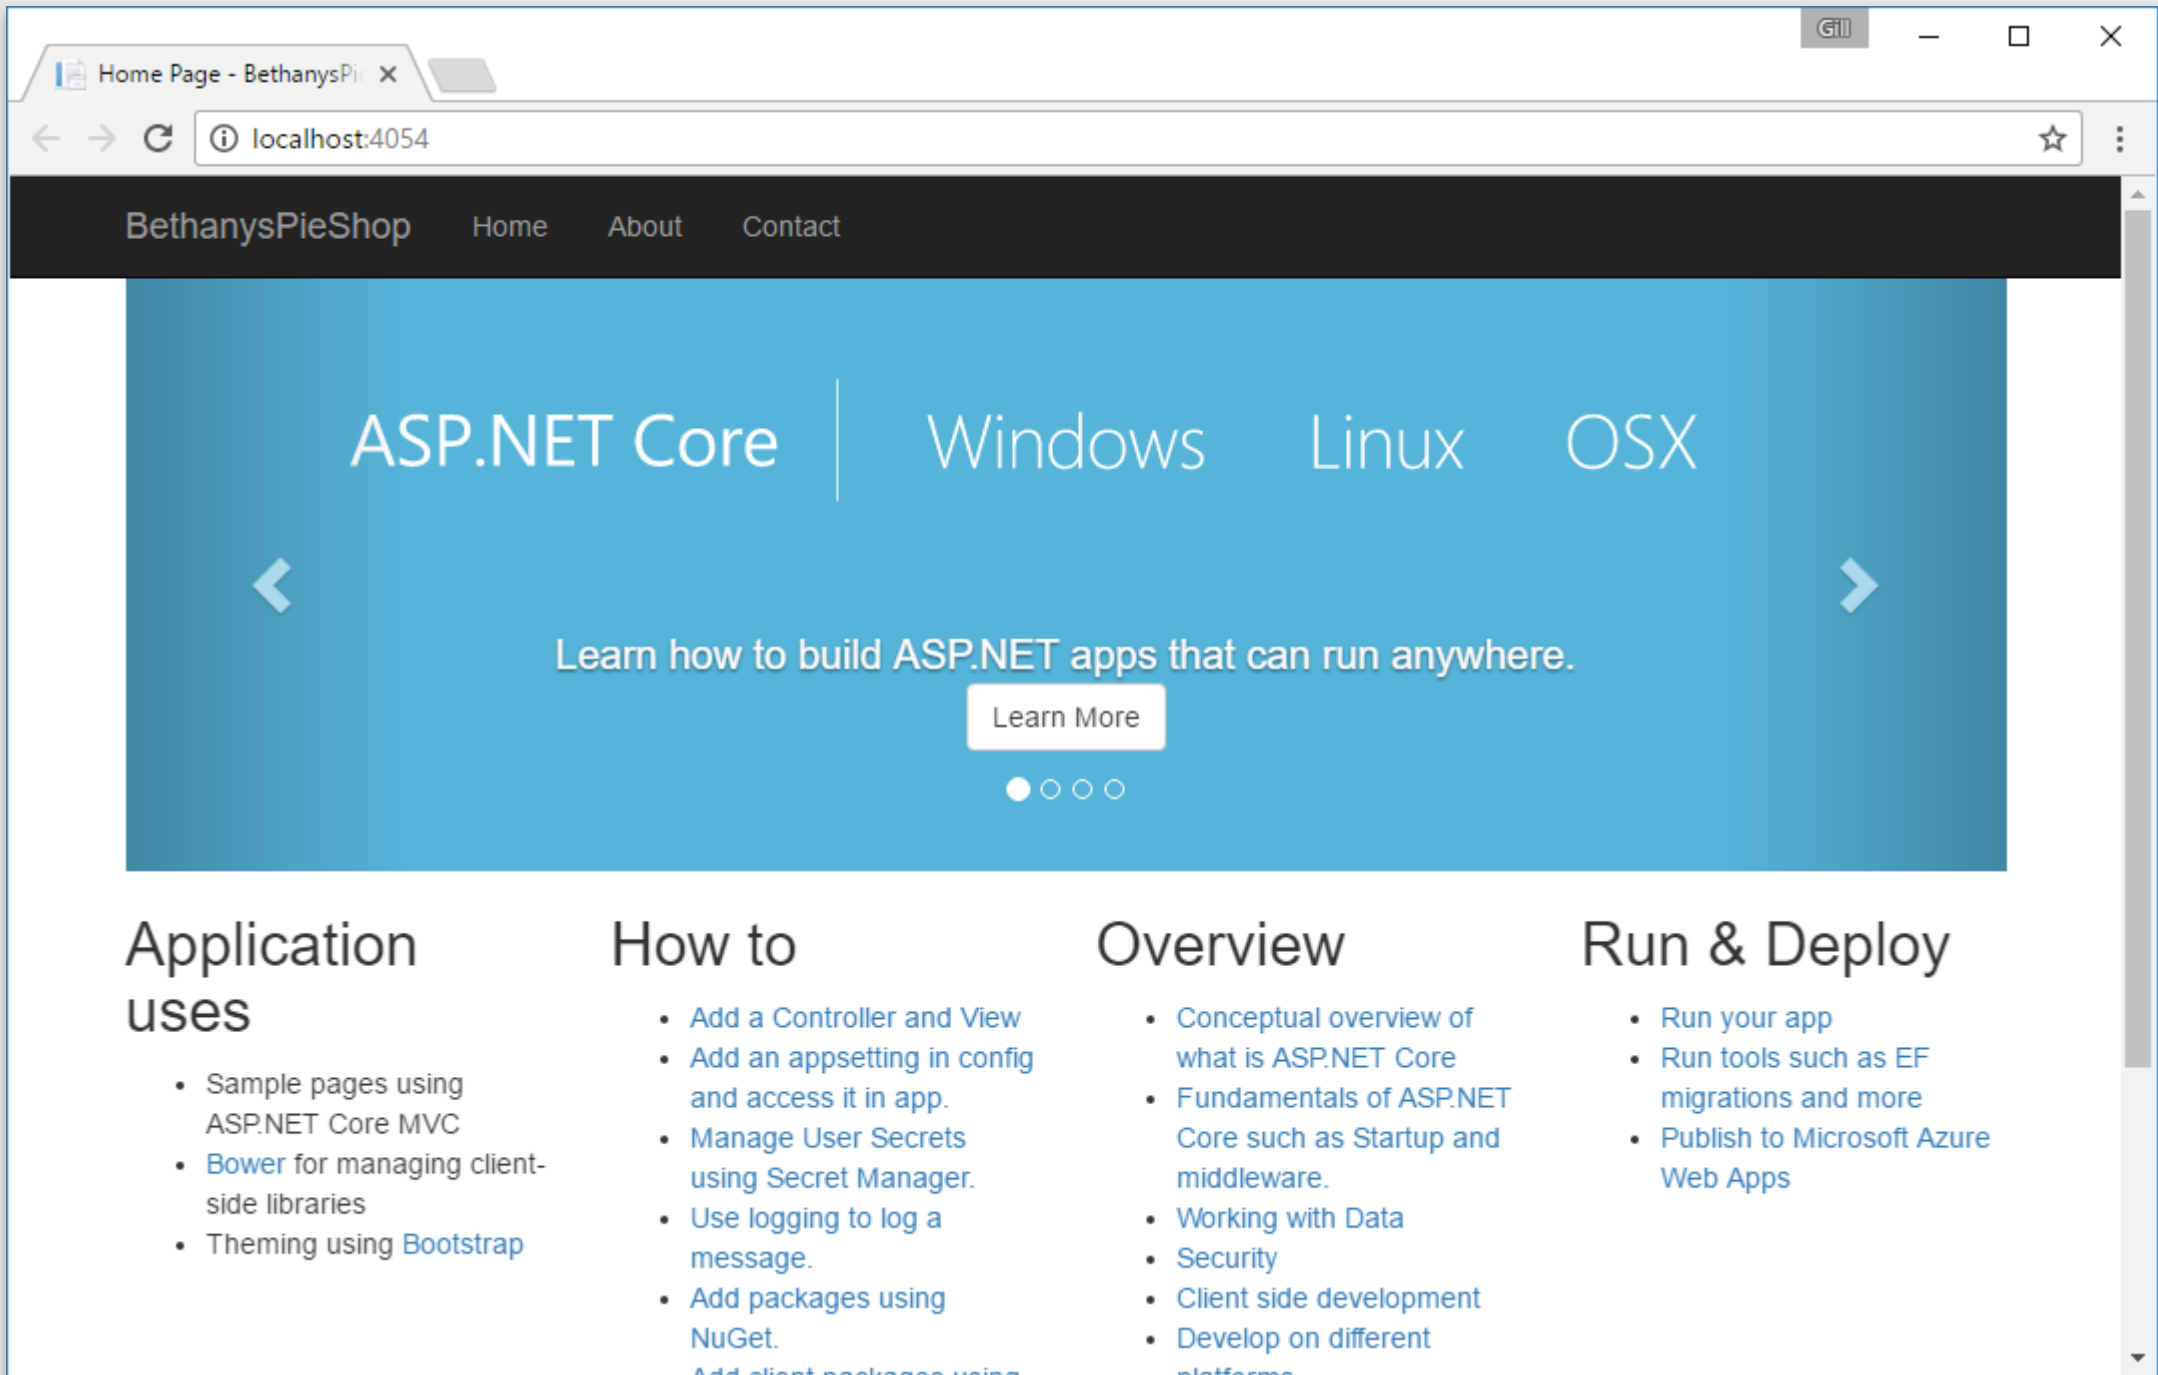 Gill
Home Page - BethanysPi
localhost:4054
BethanysPieShop Home About Contact
ASP.NET Core Windows Linux OSX
Learn how to build ASP.NET apps that can run anywhere.
Learn More
Application
uses
Sample pages using
ASP.NET Core MVC
Bower for managing client-
side libraries
Theming using Bootstrap
How to
Add a Controller and View
Add an appsetting in config
and access it in app.
Manage User Secrets
using Secret Manager.
Use logging to log a
message.
Add packages using
NuGet.
Add client packages using
Overview
Conceptual overview of
what is ASP.NET Core
Fundamentals of ASP.NET
Core such as Startup and
middleware.
Working with Data
Security
Client side development
Develop on different
platforms
Run & Deploy
Run your app
Run tools such as EF
migrations and more
Publish to Microsoft Azure
Web Apps